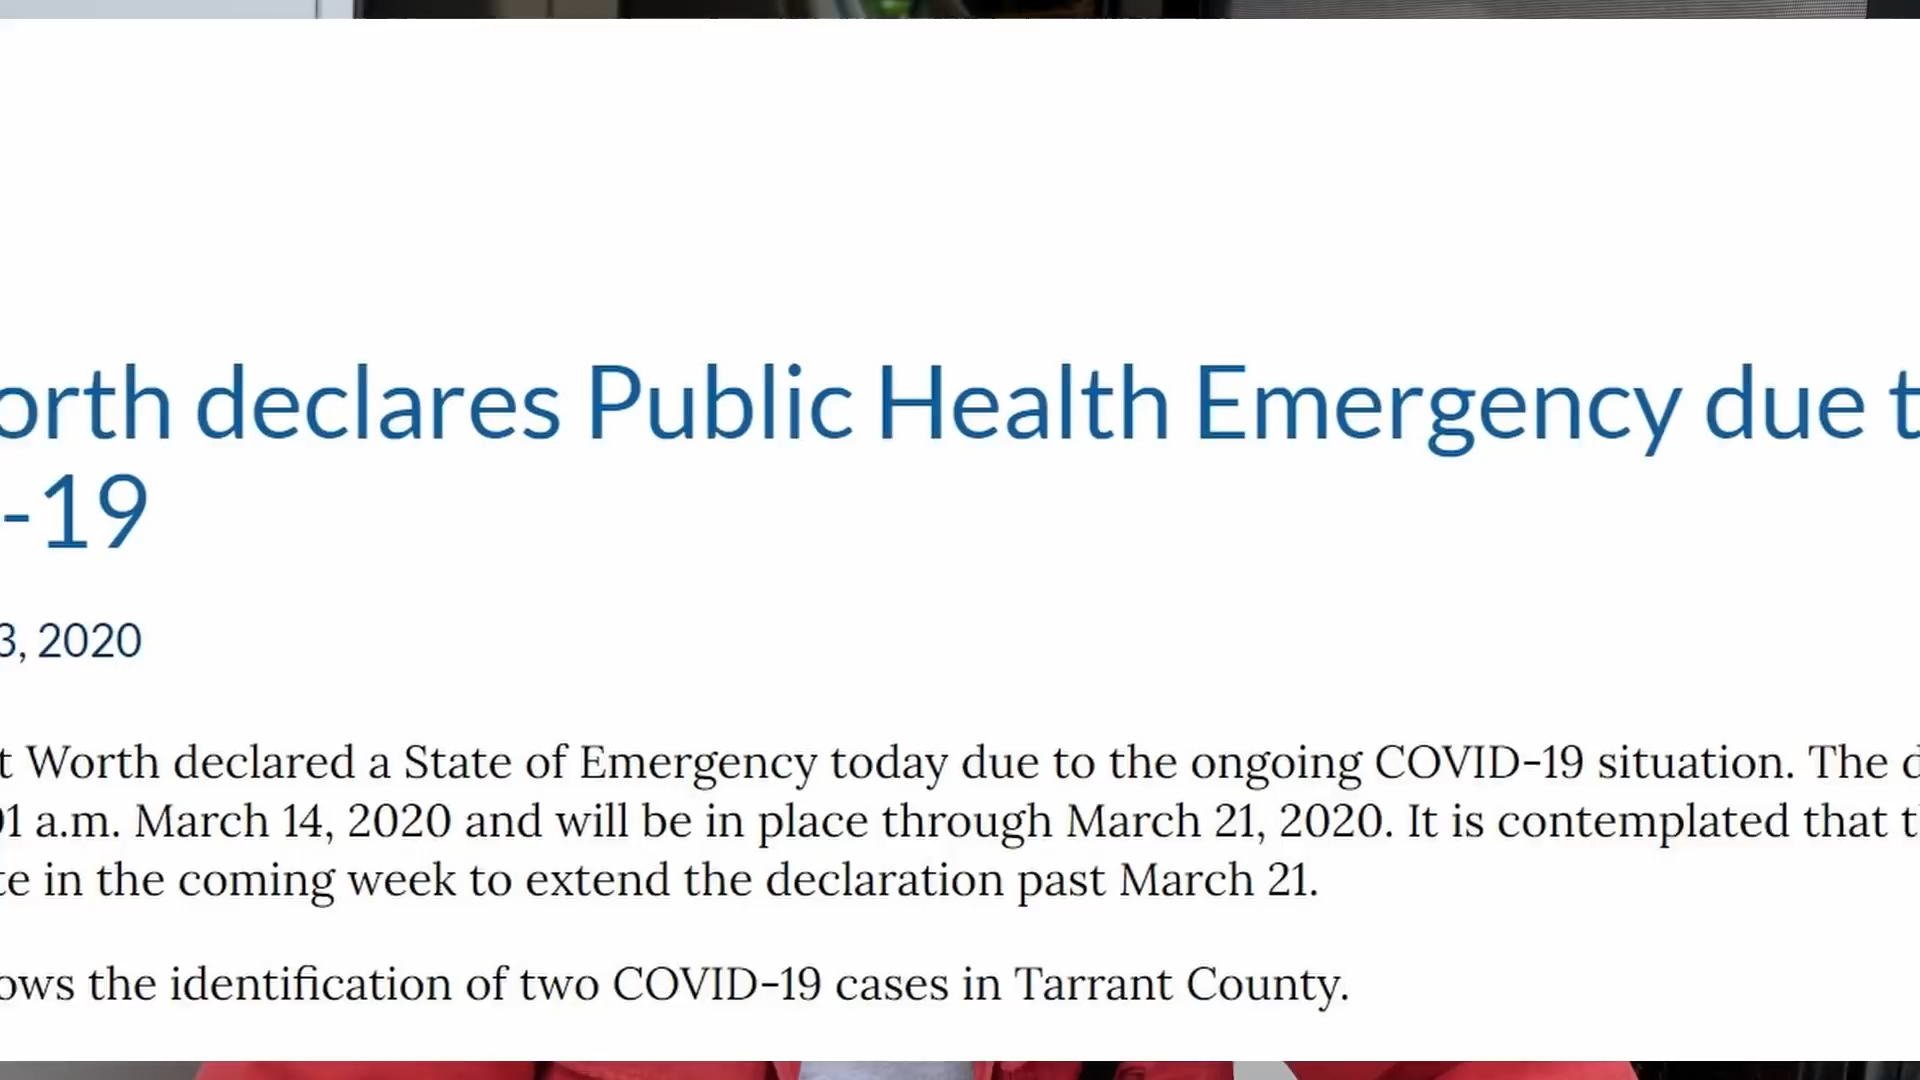 orth declares Public Health Emergency due t
-19
3, 2020
t Worth declared a State of Emergency today due to the ongoing COVID-19 situation. The d
01 a.m. March 14, 2020 and will be in place through March 21, 2020. It is contemplated that t
te in the coming week to extend the declaration past March 21.
ows the identification of two COVID-19 cases in Tarrant County.